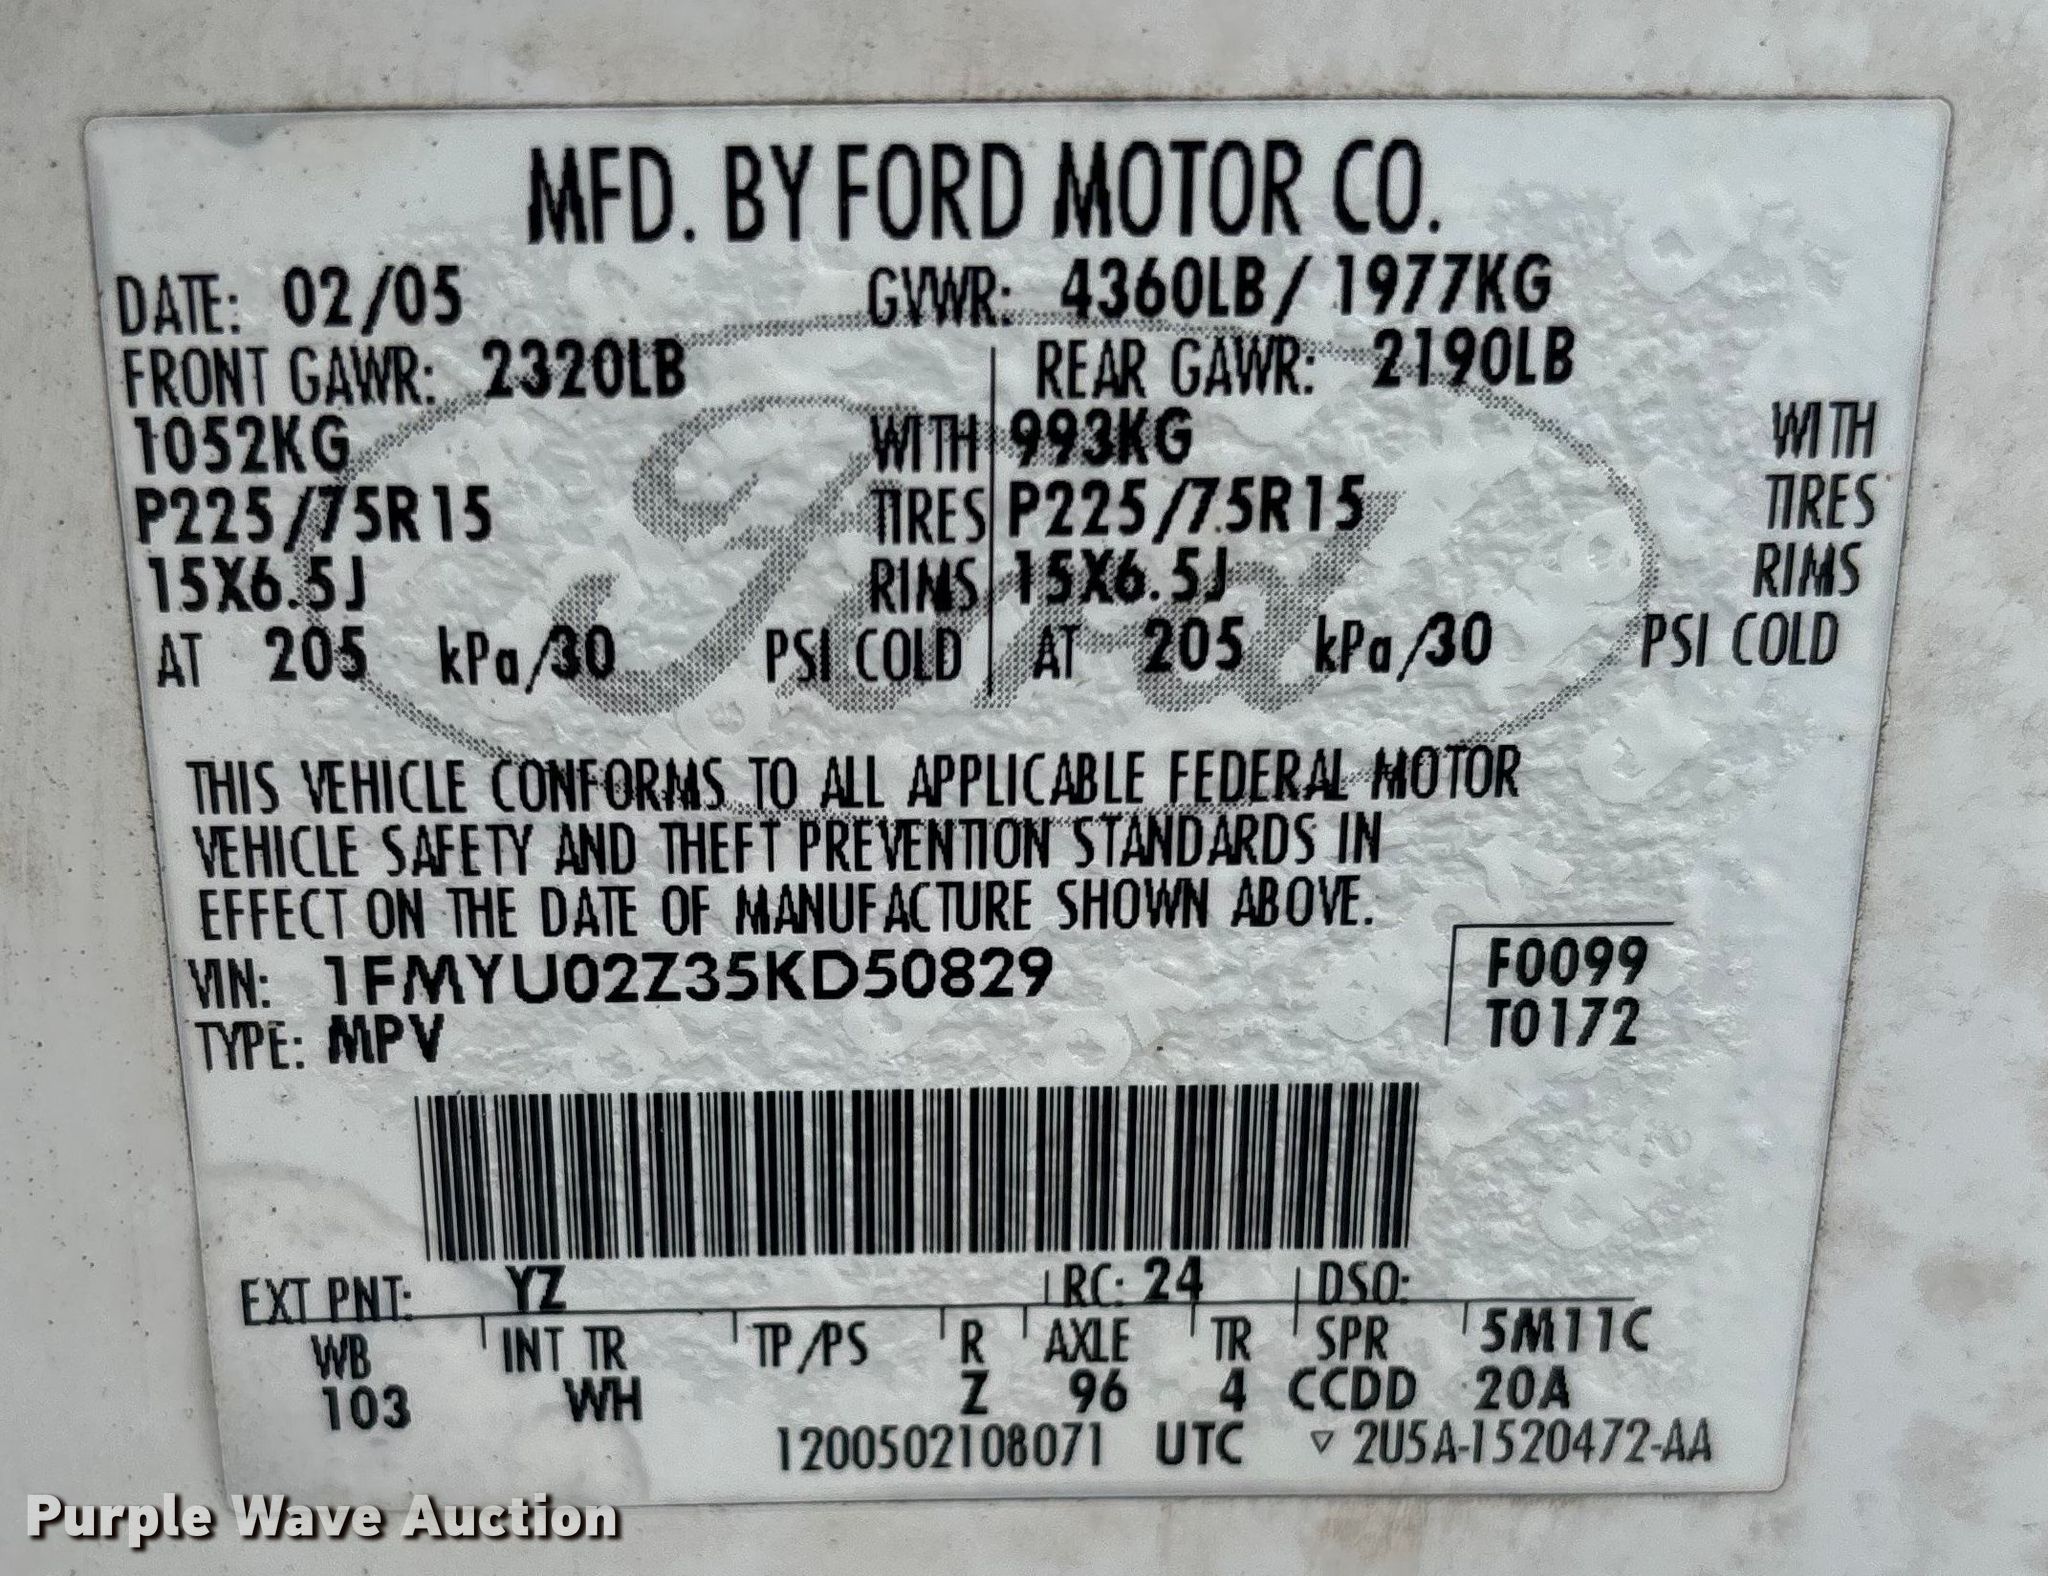 MFD. BY FORD MOTOR CO.
DATE: 02/05 GVWR: 4360LB/ 1977KG
FRONT GAWR: 2320LB REAR GAWR: 2190LB
1052KG WITH 993KG WITH
P225/75R15 TIRES P225/75R15 TIRES
15X6.5J RIMS 15X6.5J RIMS
AT 205 kPa/30 PSI COLD AT 205 kPa/30 PSI COLD
Ford
THIS VEHICLE CONFORMS TO ALL APPLICABLE FEDERAL MOTOR
VEHICLE SAFETY AND THEFT PREVENTION STANDARDS IN
EFFECT ON THE DATE OF MANUFACTURE SHOWN ABOVE.
VIN: 1FMYU02Z35KD50829 F0099
TYPE: MPV T0172
EXT PNT: YZ RC: 24 DSO:
WB INT TR TP/PS R AXLE TR SPR 5M11C
103 WH Z 96 4 CCDD 20A
1200502108071 UTC ▽ 2U5A-1520472-AA
Purple Wave Auction